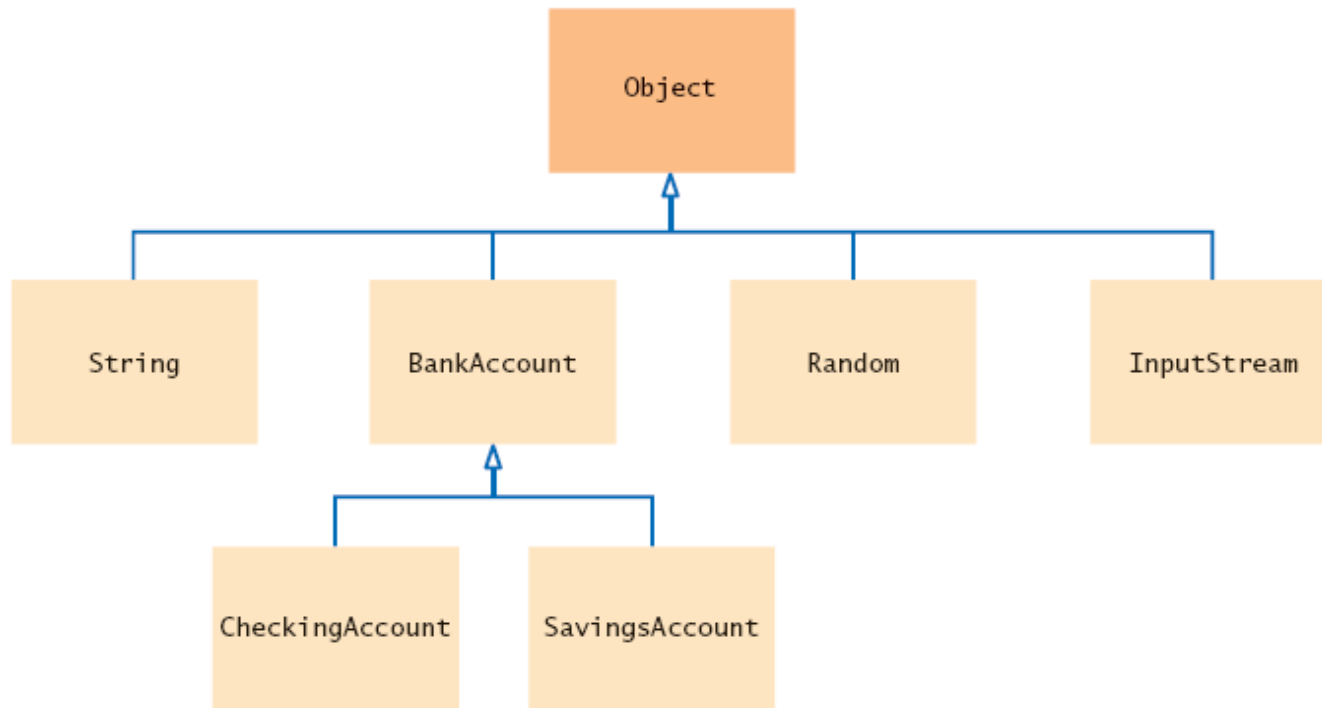 Object
String
BankAccount
Random
InputStream
CheckingAccount
SavingsAccount